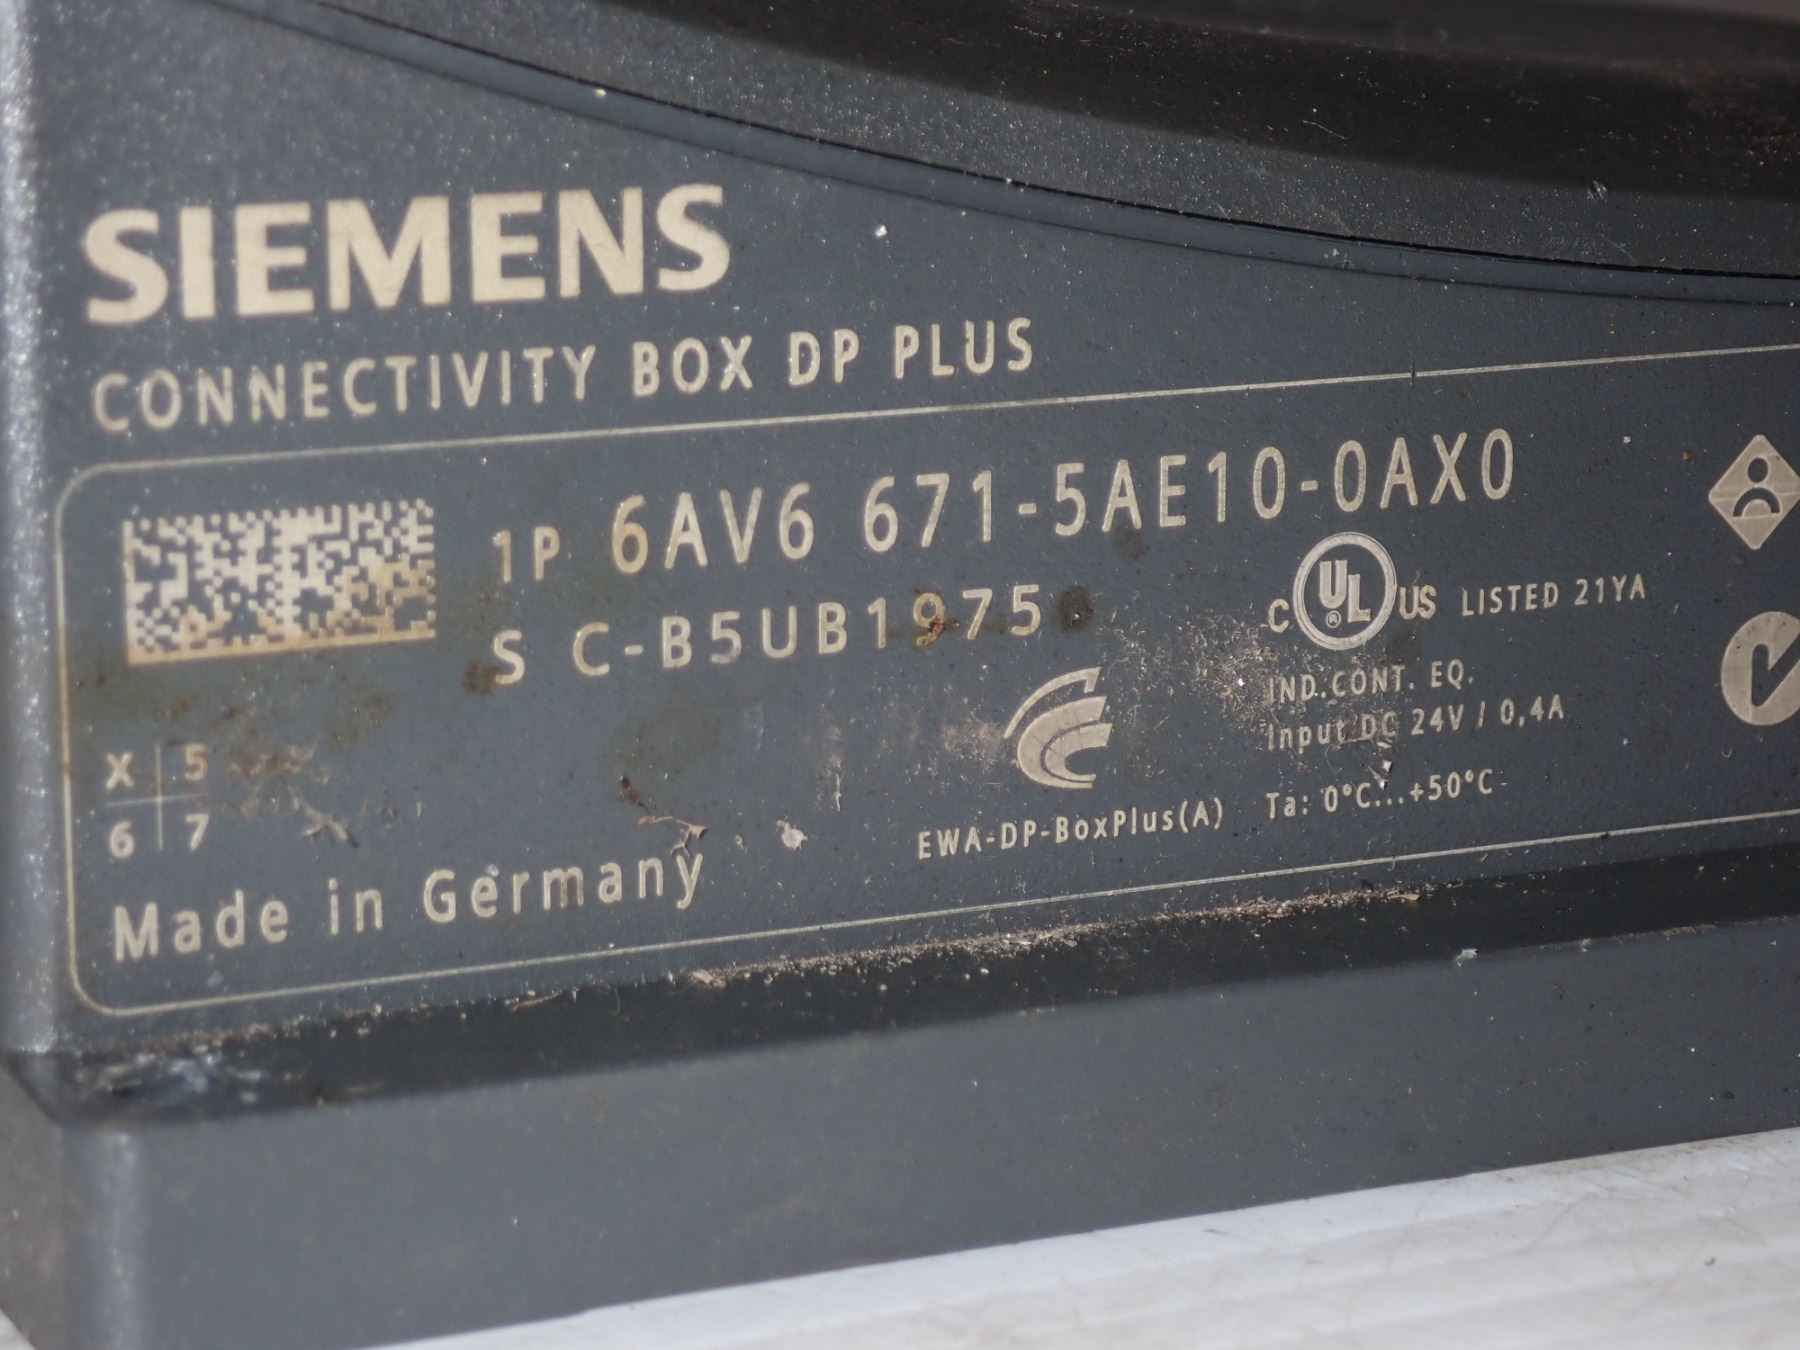 SIEMENS
CONNECTIVITY BOX DP PLUS
1P 6AV6 671-5AE10-0AX0
S C-B5UB1975
C UL ® US LISTED 21YA
IND.CONT. EQ.
Input DC 24V / 0,4A
X 5
6 7
EWA-DP-BoxPlus(A)
Ta: 0°C...+50°C
Made in Germany